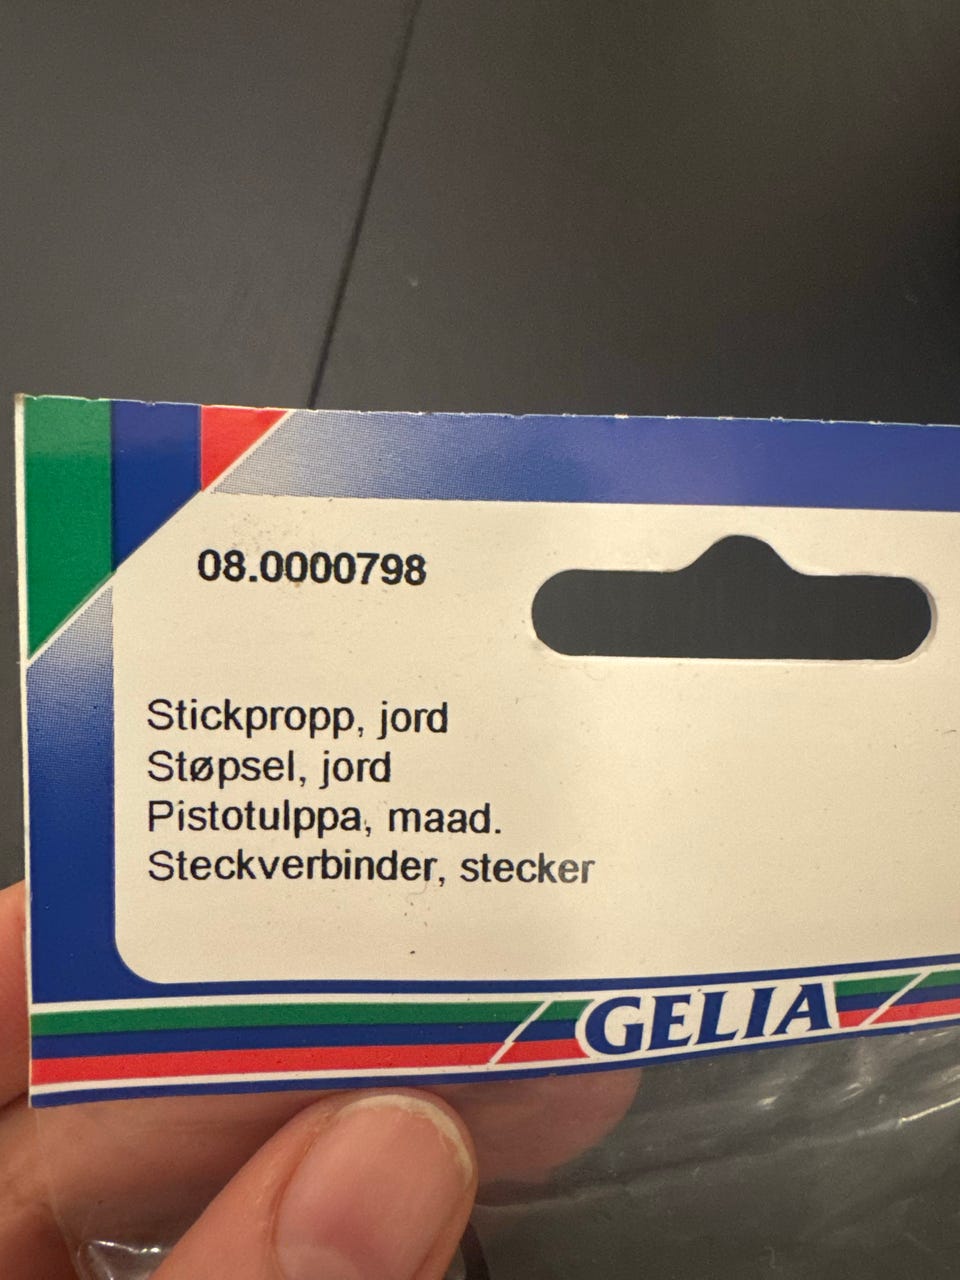 08.0000798
Stickpropp, jord
Støpsel, jord
Pistotulppa, maad.
Steckverbinder, stecker
GELIA